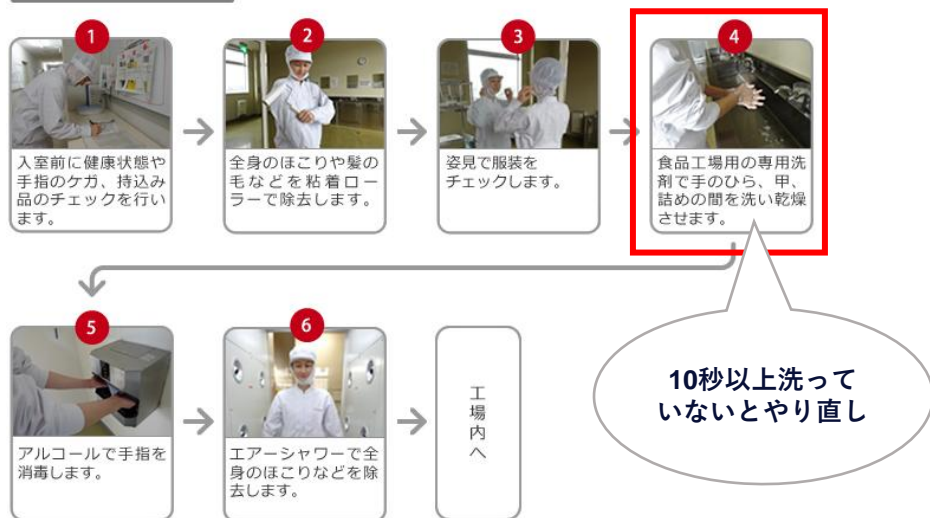 1
入室前に健康状態や
手指のケガ、持込み
品のチェックを行い
ます。
2
全身のほこりや髪の
毛などを粘着ロー
ラーで除去します。
3
姿見で服装を
チェックします。
4
食品工場用の専用洗
剤で手のひら、甲、
詰めの間を洗い乾燥
させます。
10秒以上洗って
いないとやり直し
5
アルコールで手指を
消毒します。
6
エアーシャワーで全
身のほこりなどを除
去します。
工場内へ